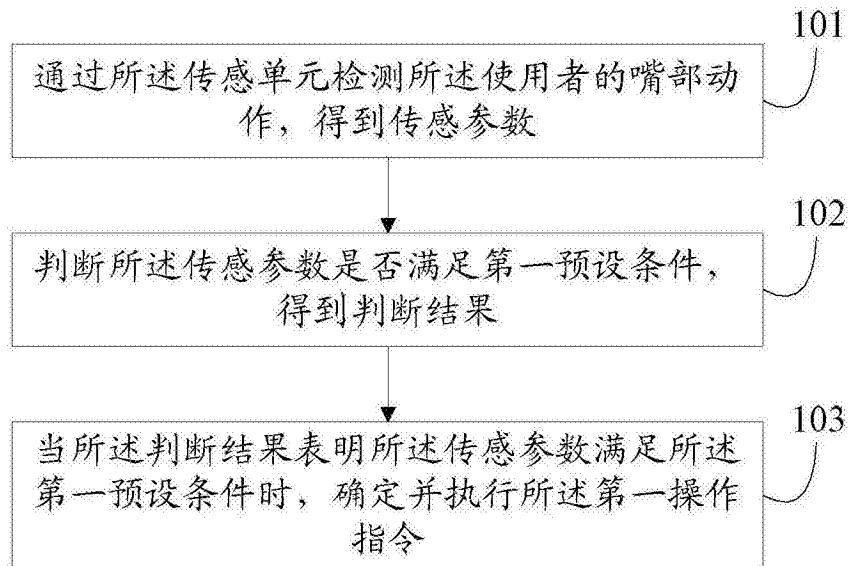 101
通过所述传感单元检测所述使用者的嘴部动
作，得到传感参数
102
判断所述传感参数是否满足第一预设条件，
得到判断结果
103
当所述判断结果表明所述传感参数满足所述
第一预设条件时，确定并执行所述第一操作
指令